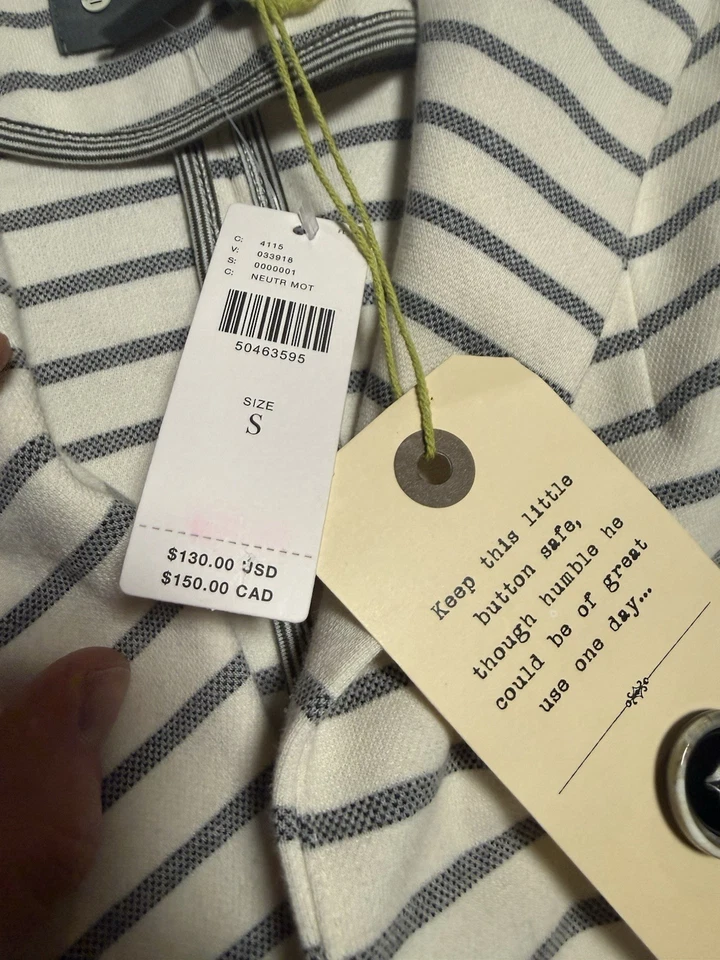 C: 4115
V: 033918
S: 0000001
C: NEUTR MOT
50463595
SIZE
S
$130.00 USD
$150.00 CAD
Keep this little
button safe,
though humble he
could be of great
use one day...